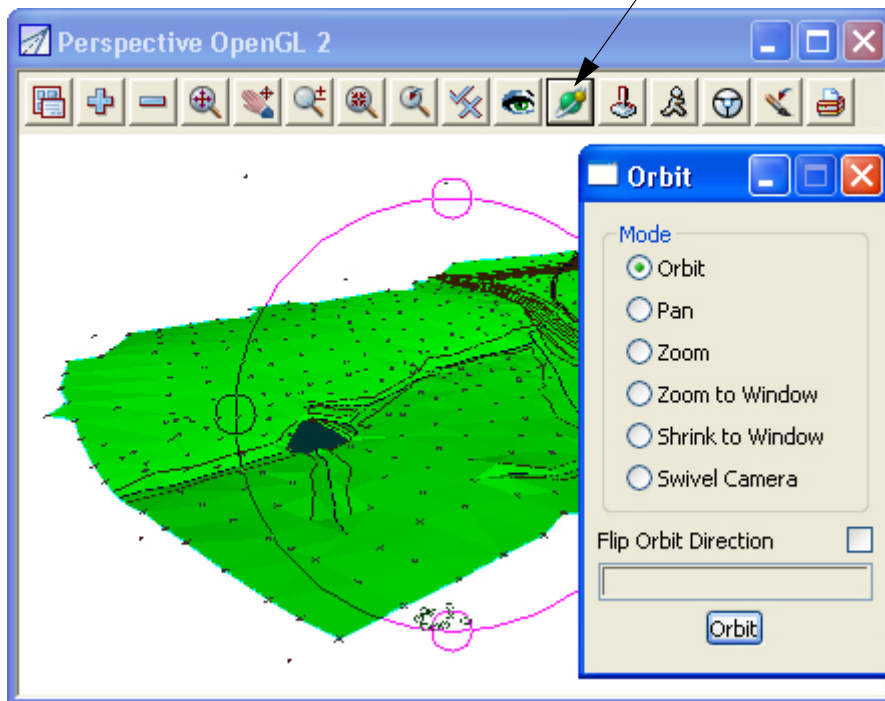 Perspective OpenGL 2
Orbit
Mode
Orbit
Pan
Zoom
Zoom to Window
Shrink to Window
Swivel Camera
Flip Orbit Direction
Orbit